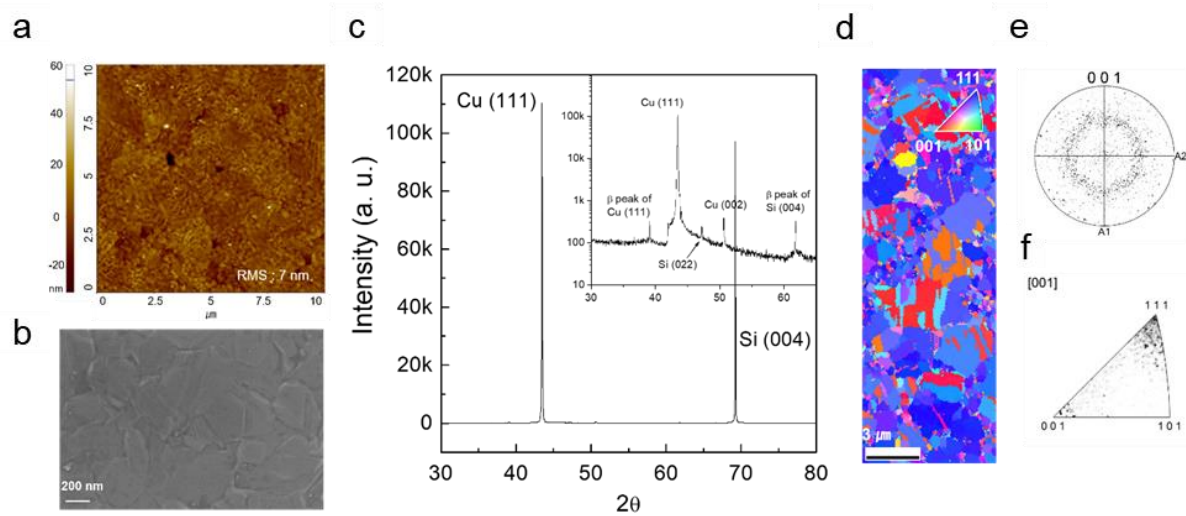 a
60
40
20
0
-20
nm
10
7.5
5
2.5
0
RMS : 7 nm
0
2.5
5
7.5
10
㎛
b
200 nm
c
Intensity (a. u.)
120k
100k
80k
60k
40k
20k
0
Cu (111)
Si (004)
30
40
50
60
70
80
2θ
100k
10k
1k
100
10
Cu (111)
β peak of
Cu (111)
Si (022)
Cu (002)
β peak of
Si (004)
30
40
50
60
d
111
001
101
3 ㎛
e
0 0 1
A2
A1
f
[001]
1 1 1
0 0 1
1 0 1